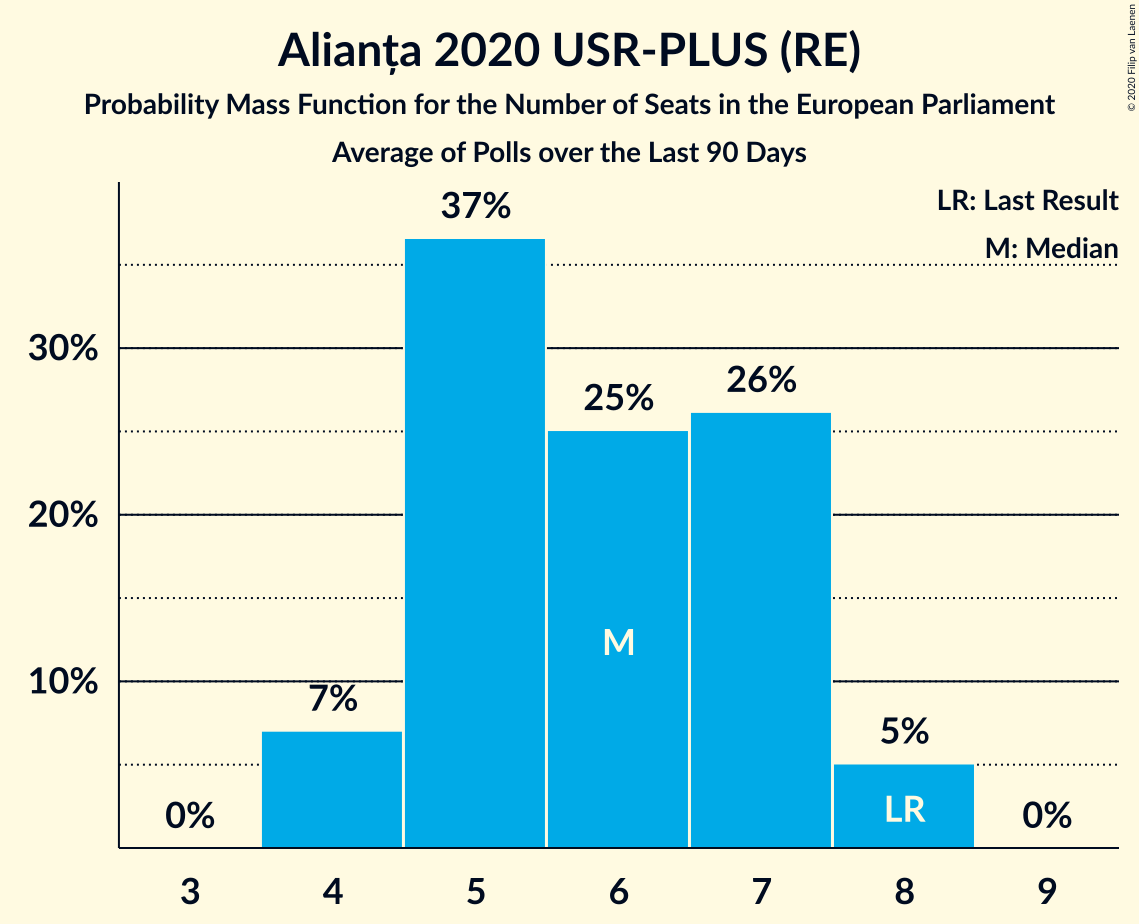 Alianța 2020 USR-PLUS (RE)
Probability Mass Function for the Number of Seats in the European Parliament
Average of Polls over the Last 90 Days
© 2020 Filip van Laenen
LR: Last Result
M: Median
37%
30%
26%
25%
20%
M
10%
7%
5%
LR
0%
0%
3 4 5 6 7 8 9